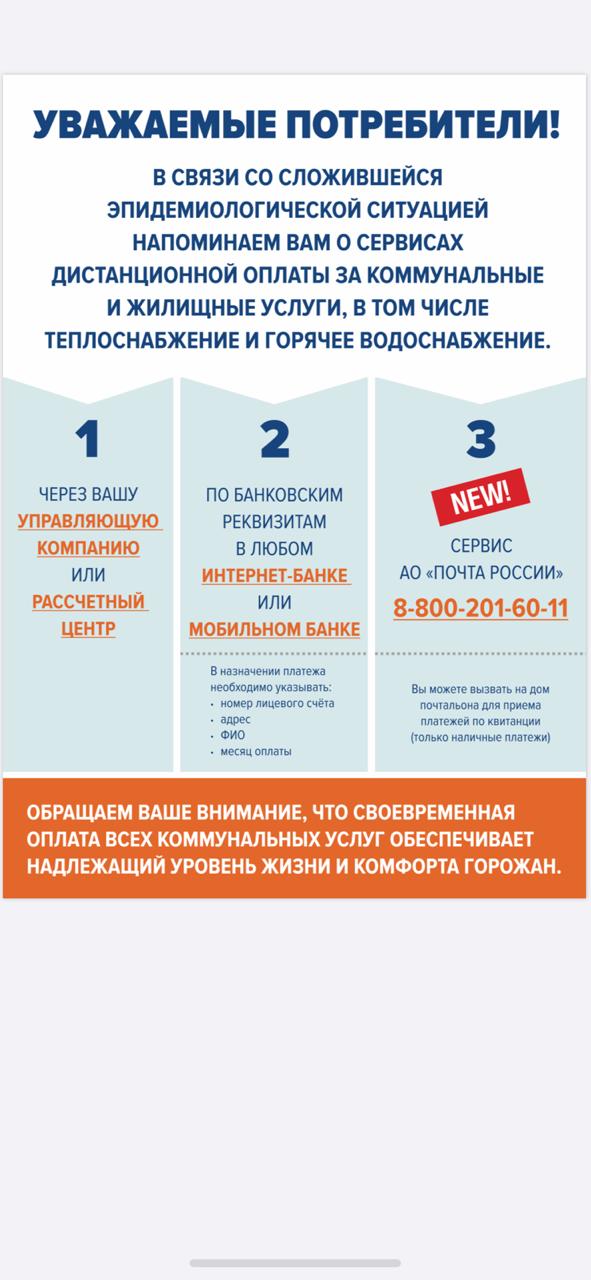 УВАЖАЕМЫЕ ПОТРЕБИТЕЛИ!
В СВЯЗИ СО СЛОЖИВШЕЙСЯ
ЭПИДЕМИОЛОГИЧЕСКОЙ СИТУАЦИЕЙ
НАПОМИНАЕМ ВАМ О СЕРВИСАХ
ДИСТАНЦИОННОЙ ОПЛАТЫ ЗА КОММУНАЛЬНЫЕ
И ЖИЛИЩНЫЕ УСЛУГИ, В ТОМ ЧИСЛЕ
ТЕПЛОСНАБЖЕНИЕ И ГОРЯЧЕЕ ВОДОСНАБЖЕНИЕ.
1
ЧЕРЕЗ ВАШУ
УПРАВЛЯЮЩУЮ
КОМПАНИЮ
ИЛИ
РАССЧЕТНЫЙ
ЦЕНТР
2
ПО БАНКОВСКИМ
РЕКВИЗИТАМ
В ЛЮБОМ
ИНТЕРНЕТ-БАНКЕ
ИЛИ
МОБИЛЬНОМ БАНКЕ
В назначении платежа
необходимо указывать:
• номер лицевого счёта
• адрес
• ФИО
• месяц оплаты
3
NEW!
СЕРВИС
АО «ПОЧТА РОССИИ»
8-800-201-60-11
Вы можете вызвать на дом
почтальона для приема
платежей по квитанции
(только наличные платежи)
ОБРАЩАЕМ ВАШЕ ВНИМАНИЕ, ЧТО СВОЕВРЕМЕННАЯ
ОПЛАТА ВСЕХ КОММУНАЛЬНЫХ УСЛУГ ОБЕСПЕЧИВАЕТ
НАДЛЕЖАЩИЙ УРОВЕНЬ ЖИЗНИ И КОМФОРТА ГОРОЖАН.